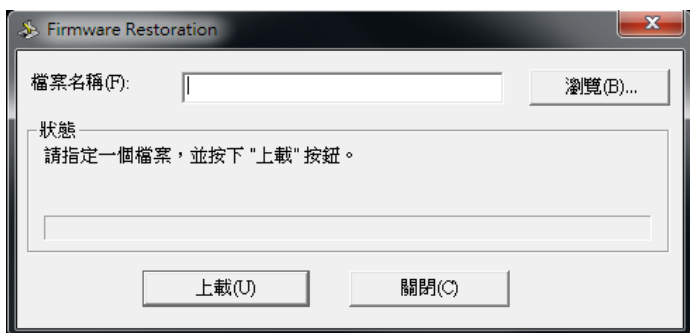 Firmware Restoration
檔案名稱(F):
瀏覽(B)...
狀態
請指定一個檔案，並按下 "上載" 按鈕。
上載(U)
關閉(C)